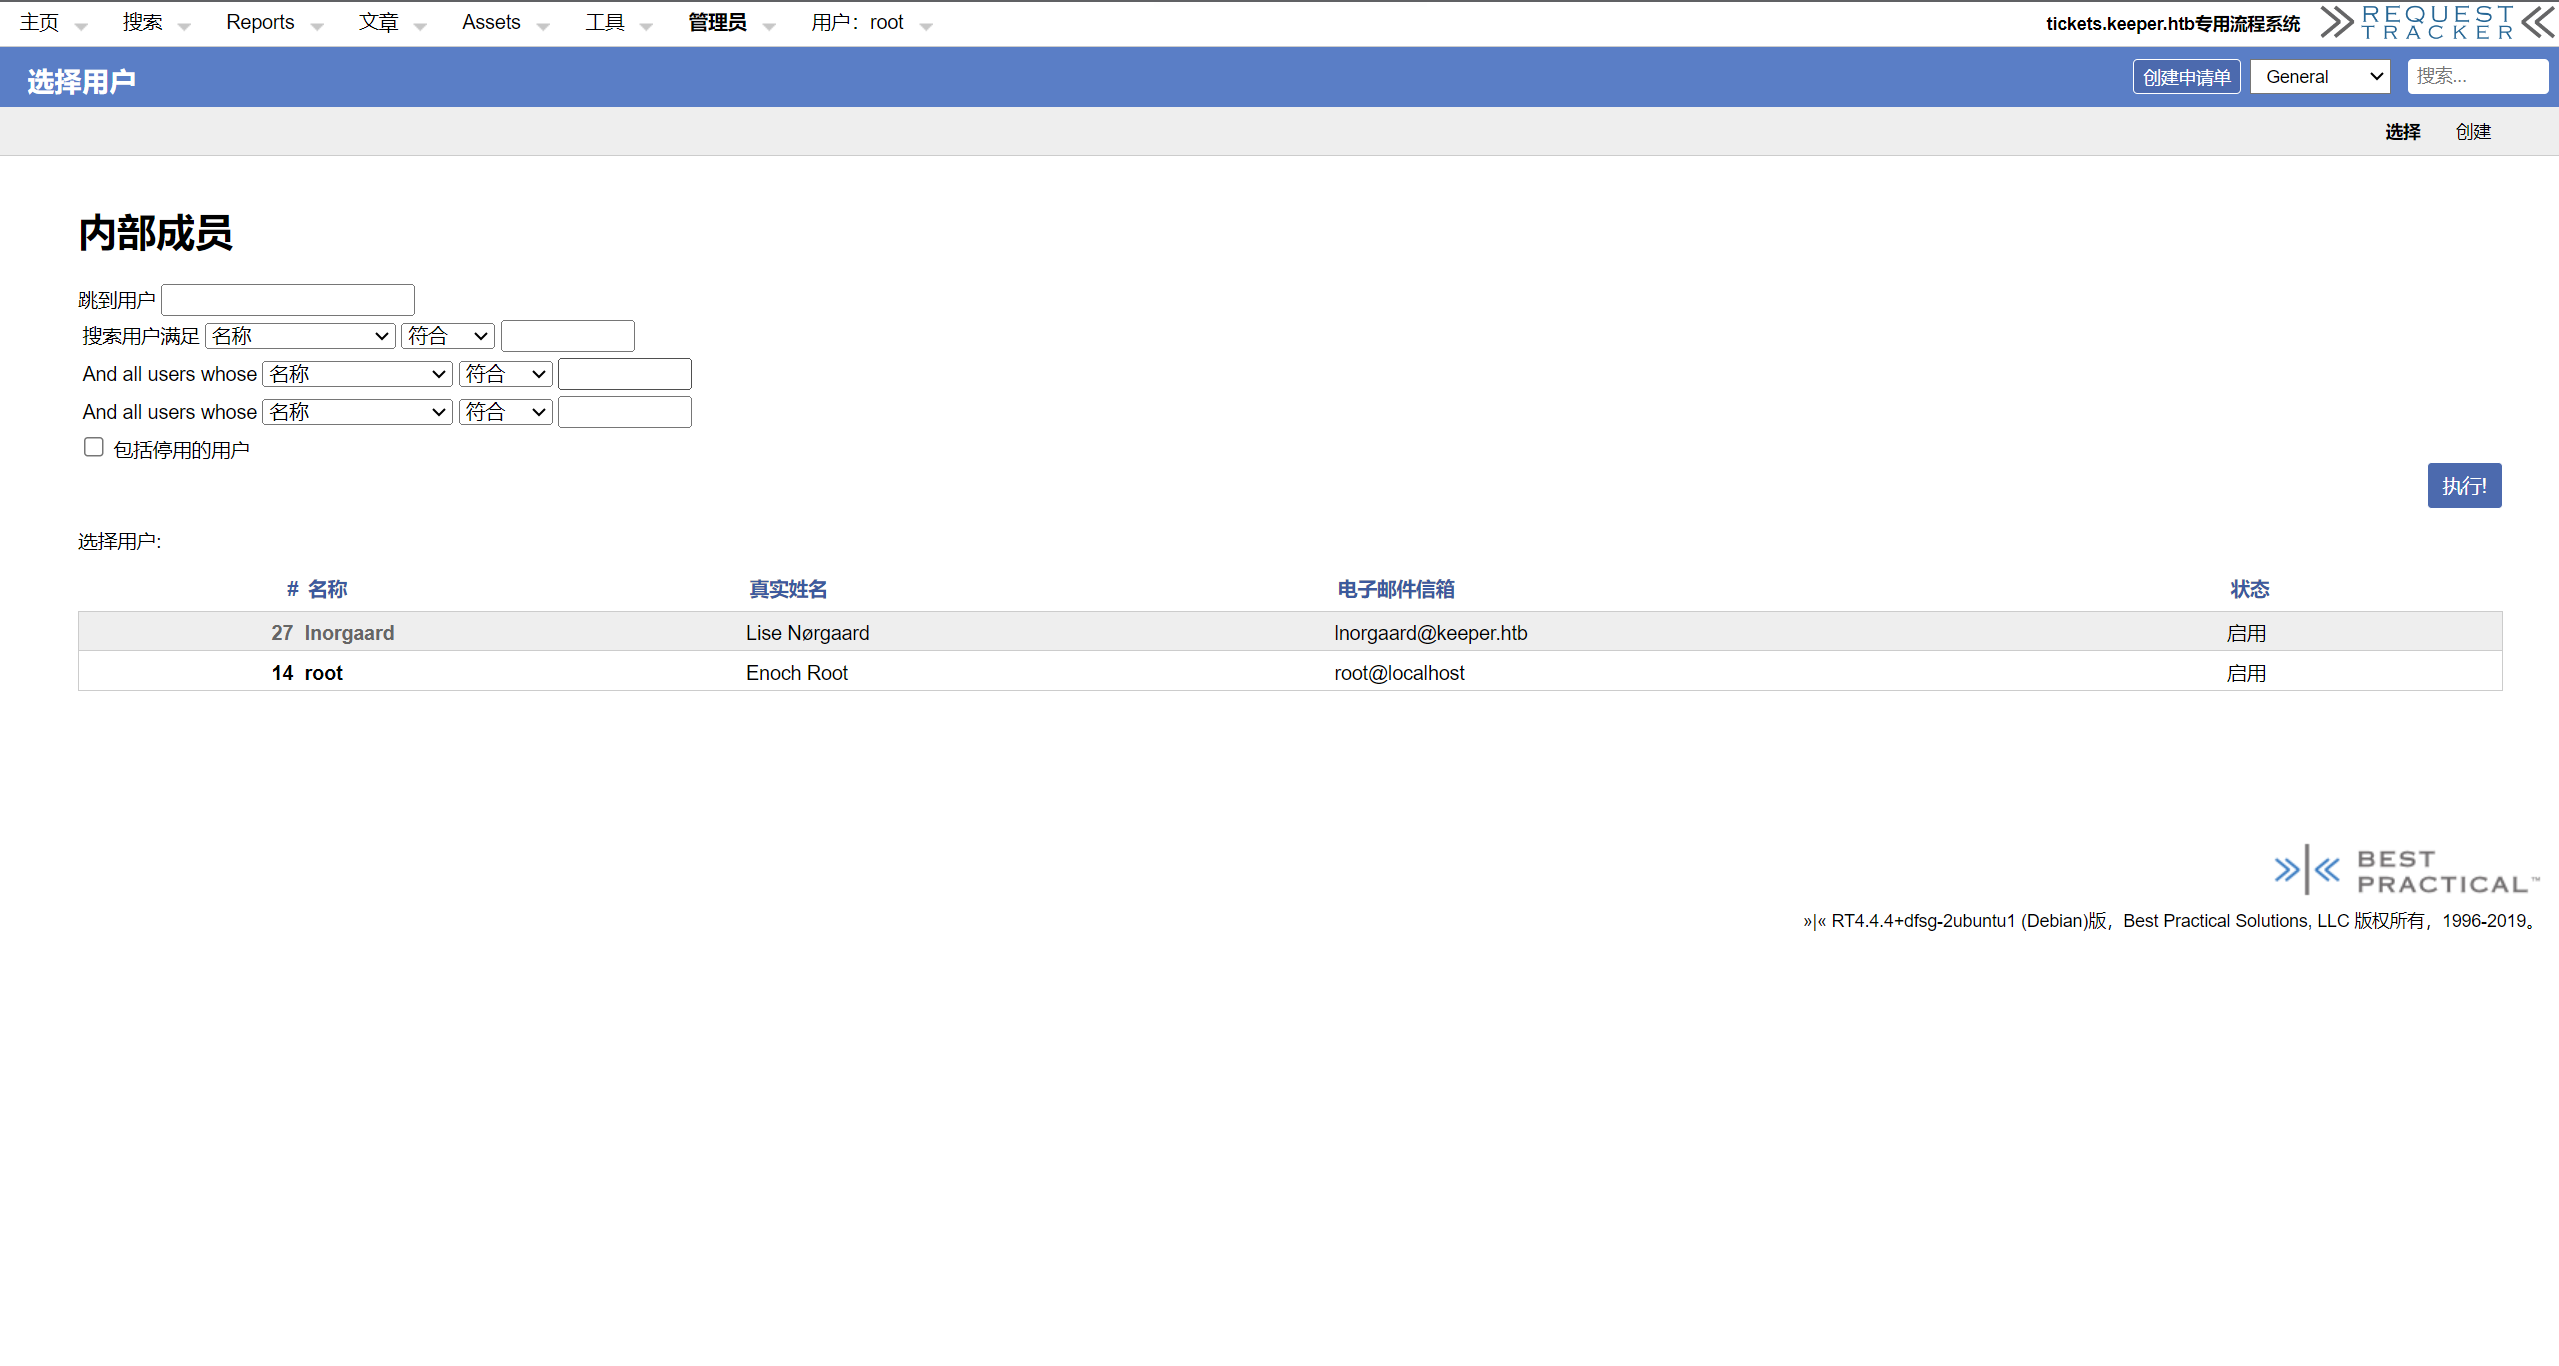 主页 搜索 Reports 文章 Assets 工具 管理员 用户：root tickets.keeper.htb专用流程系统 REQUEST TRACKER
选择用户 创建申请单 General 搜索...
选择 创建
内部成员
跳到用户
搜索用户满足 名称 符合
And all users whose 名称 符合
And all users whose 名称 符合
包括停用的用户
执行!
选择用户:
# 名称 真实姓名 电子邮件信箱 状态
27 lnorgaard Lise Nørgaard lnorgaard@keeper.htb 启用
14 root Enoch Root root@localhost 启用
»|« BEST PRACTICAL™
»|« RT4.4.4+dfsg-2ubuntu1 (Debian)版，Best Practical Solutions, LLC 版权所有，1996-2019。